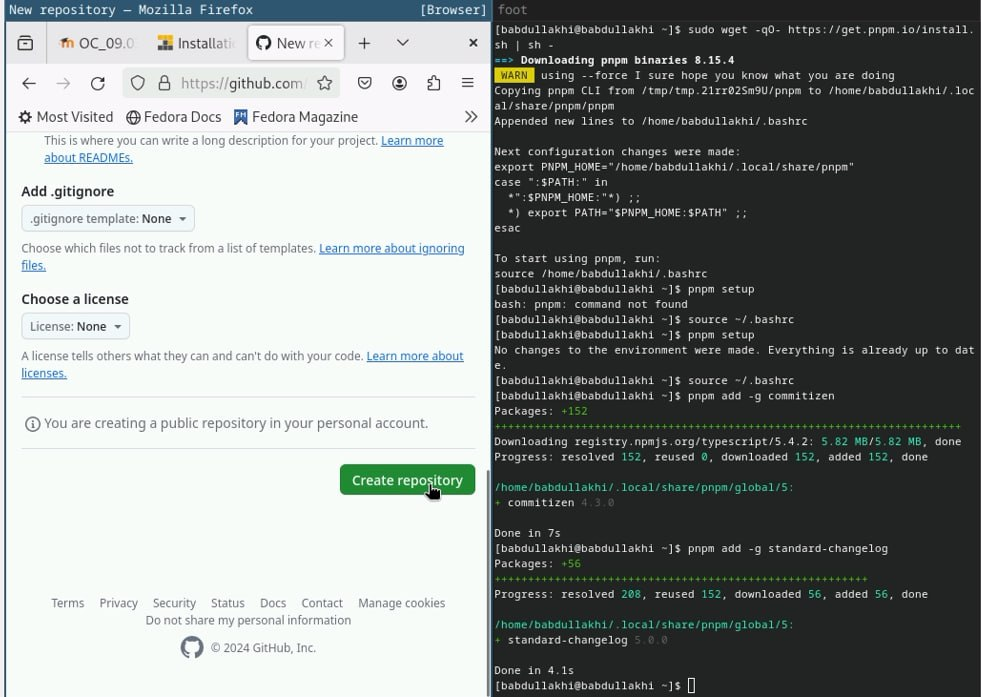 New repository — Mozilla Firefox [Browser]
OC_09.0
Installatio
New re
https://github.com/
Most Visited Fedora Docs Fedora Magazine
This is where you can write a long description for your project. Learn more
about READMEs.
Add .gitignore
.gitignore template: None
Choose which files not to track from a list of templates. Learn more about ignoring
files.
Choose a license
License: None
A license tells others what they can and can't do with your code. Learn more about
licenses.
You are creating a public repository in your personal account.
Create repository
Terms Privacy Security Status Docs Contact Manage cookies
Do not share my personal information
© 2024 GitHub, Inc.
foot
[babdullakhi@babdullakhi ~]$ sudo wget -qO- https://get.pnpm.io/install.
sh | sh -
==> Downloading pnpm binaries 8.15.4
WARN using --force I sure hope you know what you are doing
Copying pnpm CLI from /tmp/tmp.21rr02Sm9U/pnpm to /home/babdullakhi/.loc
al/share/pnpm/pnpm
Appended new lines to /home/babdullakhi/.bashrc
Next configuration changes were made:
export PNPM_HOME="/home/babdullakhi/.local/share/pnpm"
case ":$PATH:" in
*":$PNPM_HOME:"*) ;;
*) export PATH="$PNPM_HOME:$PATH" ;;
esac
To start using pnpm, run:
source /home/babdullakhi/.bashrc
[babdullakhi@babdullakhi ~]$ pnpm setup
bash: pnpm: command not found
[babdullakhi@babdullakhi ~]$ source ~/.bashrc
[babdullakhi@babdullakhi ~]$ pnpm setup
No changes to the environment were made. Everything is already up to dat
e.
[babdullakhi@babdullakhi ~]$ source ~/.bashrc
[babdullakhi@babdullakhi ~]$ pnpm add -g commitizen
Packages: +152
++++++++++++++++++++++++++++++++++++++++++++++++++++++++++++++++++++++
Downloading registry.npmjs.org/typescript/5.4.2: 5.82 MB/5.82 MB, done
Progress: resolved 152, reused 0, downloaded 152, added 152, done
/home/babdullakhi/.local/share/pnpm/global/5:
+ commitizen 4.3.0
Done in 7s
[babdullakhi@babdullakhi ~]$ pnpm add -g standard-changelog
Packages: +56
++++++++++++++++++++++++++++++++++++++++++++++++++++++++
Progress: resolved 208, reused 152, downloaded 56, added 56, done
/home/babdullakhi/.local/share/pnpm/global/5:
+ standard-changelog 5.0.0
Done in 4.1s
[babdullakhi@babdullakhi ~]$